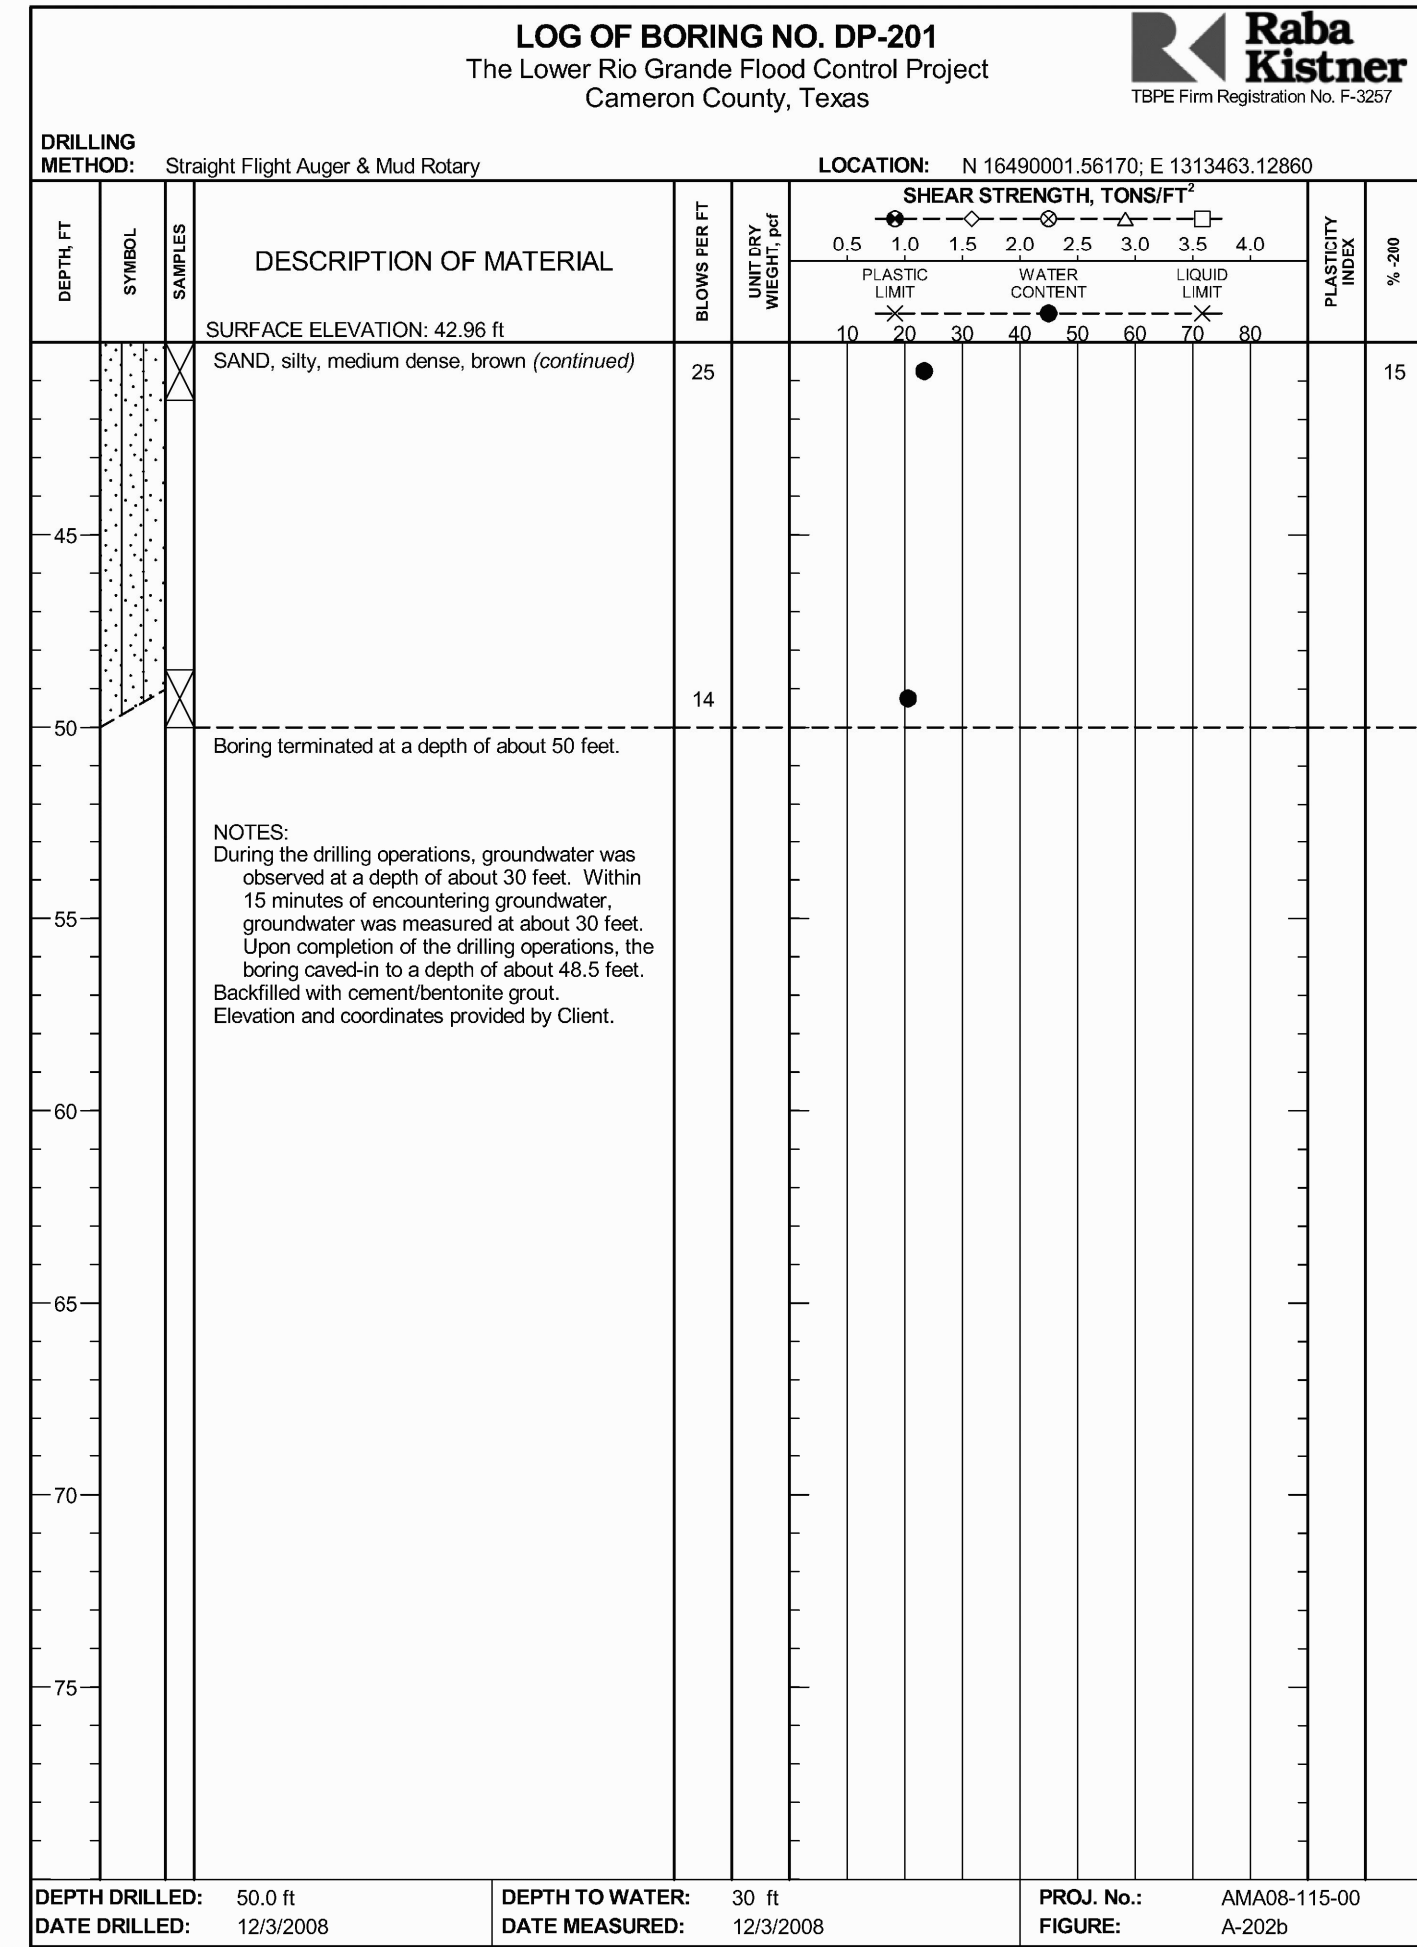 LOG OF BORING NO. DP-201
The Lower Rio Grande Flood Control Project
Cameron County, Texas
Raba
Kistner
TBPE Firm Registration No. F-3257
DRILLING
METHOD: Straight Flight Auger & Mud Rotary
LOCATION: N 16490001.56170; E 1313463.12860
DEPTH, FT
SYMBOL
SAMPLES
DESCRIPTION OF MATERIAL
SURFACE ELEVATION: 42.96 ft
BLOWS PER FT
UNIT DRY
WIEGHT, pcf
SHEAR STRENGTH, TONS/FT²
0.5 1.0 1.5 2.0 2.5 3.0 3.5 4.0
PLASTIC WATER LIQUID
LIMIT CONTENT LIMIT
10 20 30 40 50 60 70 80
PLASTICITY
INDEX
% -200
SAND, silty, medium dense, brown (continued)
25
15
45
14
50
Boring terminated at a depth of about 50 feet.
NOTES:
During the drilling operations, groundwater was
observed at a depth of about 30 feet. Within
15 minutes of encountering groundwater,
groundwater was measured at about 30 feet.
Upon completion of the drilling operations, the
boring caved-in to a depth of about 48.5 feet.
Backfilled with cement/bentonite grout.
Elevation and coordinates provided by Client.
55
60
65
70
75
DEPTH DRILLED: 50.0 ft
DATE DRILLED: 12/3/2008
DEPTH TO WATER: 30 ft
DATE MEASURED: 12/3/2008
PROJ. No.: AMA08-115-00
FIGURE: A-202b